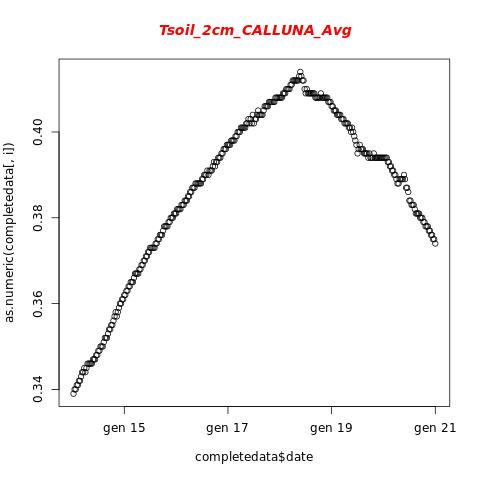 Tsoil_2cm_CALLUNA_Avg
as.numeric(completedata[, i])
0.40
0.38
0.36
0.34
gen 15 gen 17 gen 19 gen 21
completedata$date